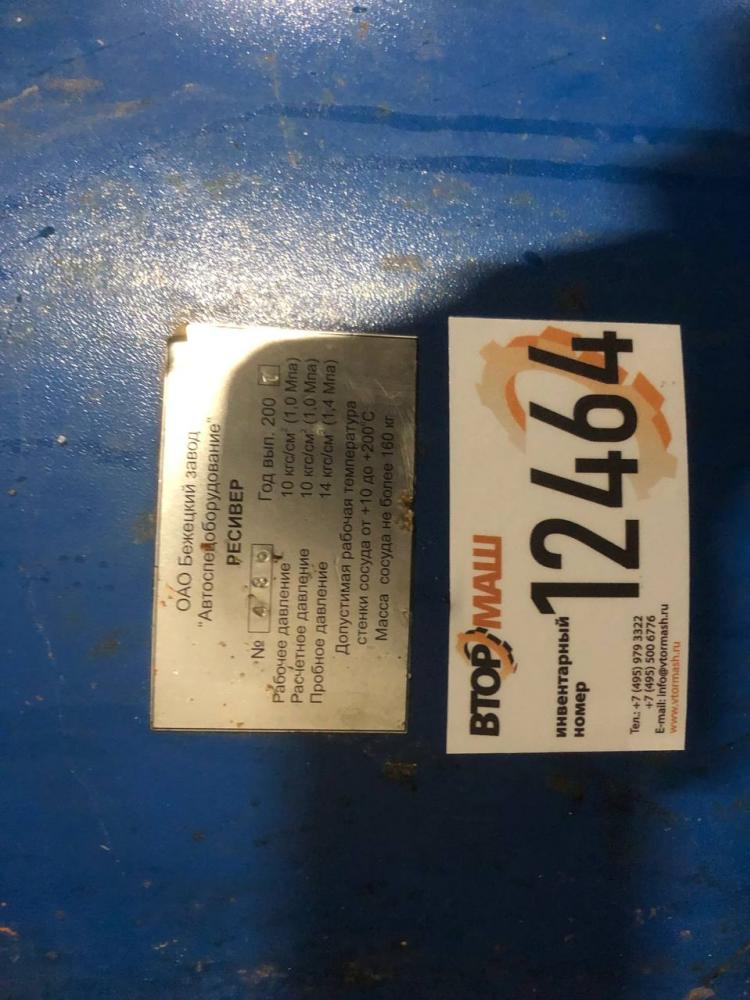 ОАО Бежецкий завод
"Автоспецоборудование"
РЕСИВЕР
№ Год вып. 200
Рабочее давление 10 кгс/см² (1,0 Мпа)
Расчетное давление 10 кгс/см² (1,0 Мпа)
Пробное давление 14 кгс/см² (1,4 Мпа)
Допустимая рабочая температура
стенки сосуда от +10 до +200°С
Масса сосуда не более 160 кг
ВТОРМАШ
инвентарный
номер
12464
Тел.: +7 (495) 979 3322
+7 (495) 500 6776
E-mail: info@vtormash.ru
www.vtormash.ru